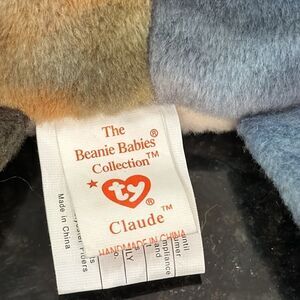 The
Beanie Babies®
Collection™
ty
Claude™
HANDMADE IN CHINA
Made in China